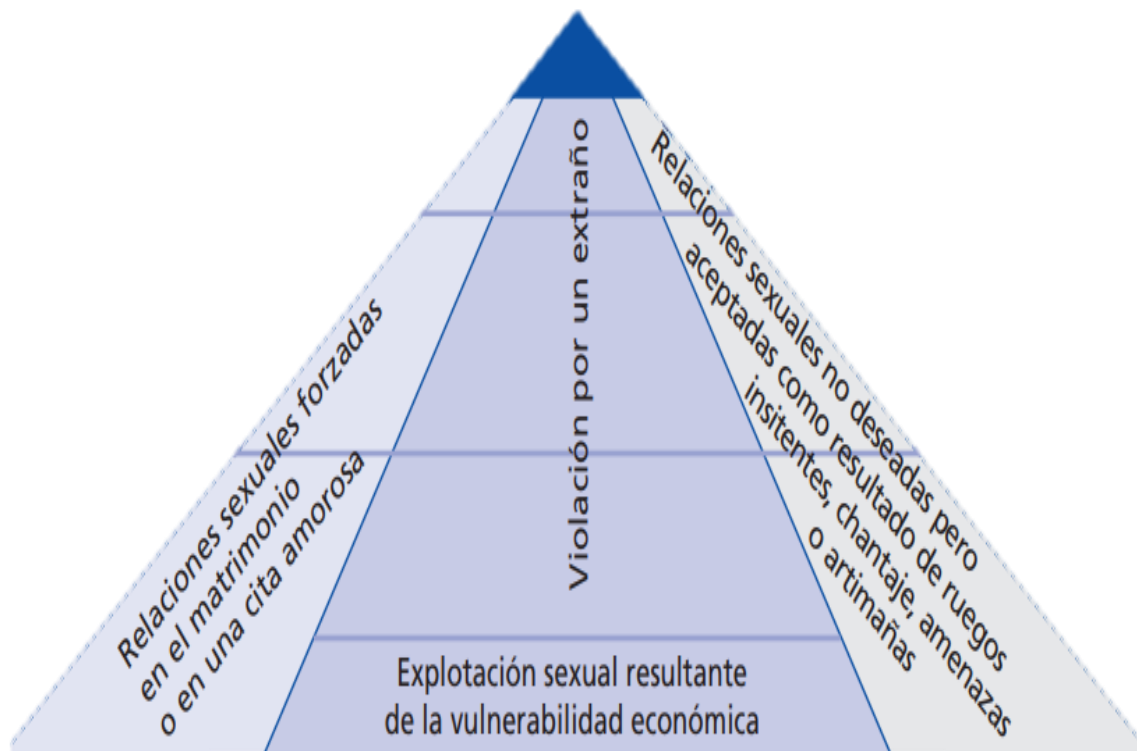 Relaciones sexuales forzadas
en el matrimonio
o en una cita amorosa
Violación por un extraño
Relaciones sexuales no deseadas pero
aceptadas como resultado de ruegos
insitentes, chantaje, amenazas
o artimañas
Explotación sexual resultante
de la vulnerabilidad económica